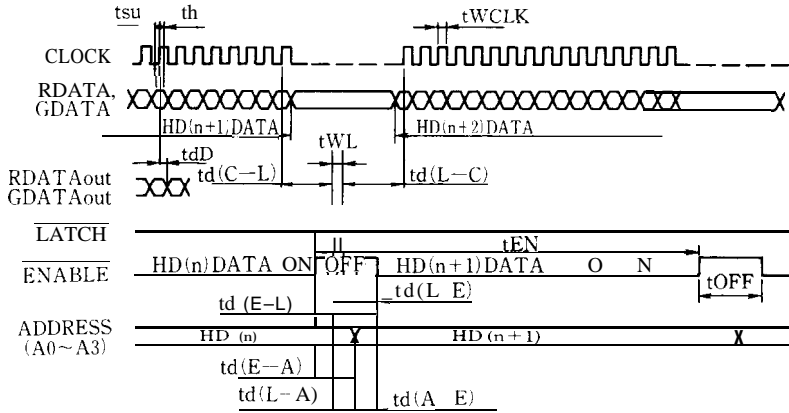 tsu th tWCLK
CLOCK
RDATA,
GDATA
HD(n+1)DATA HD(n+2)DATA
tWL
tdD
td(C−L) td(L−C)
RDATAout
GDATAout
LATCH
tEN
ENABLE HD(n)DATA ON OFF HD(n+1)DATA O N
tOFF
td(L E)
td (E-L)
ADDRESS
(A0~A3)
HD (n) HD(n+1)
td(E−A)
td(L-A) td(A E)